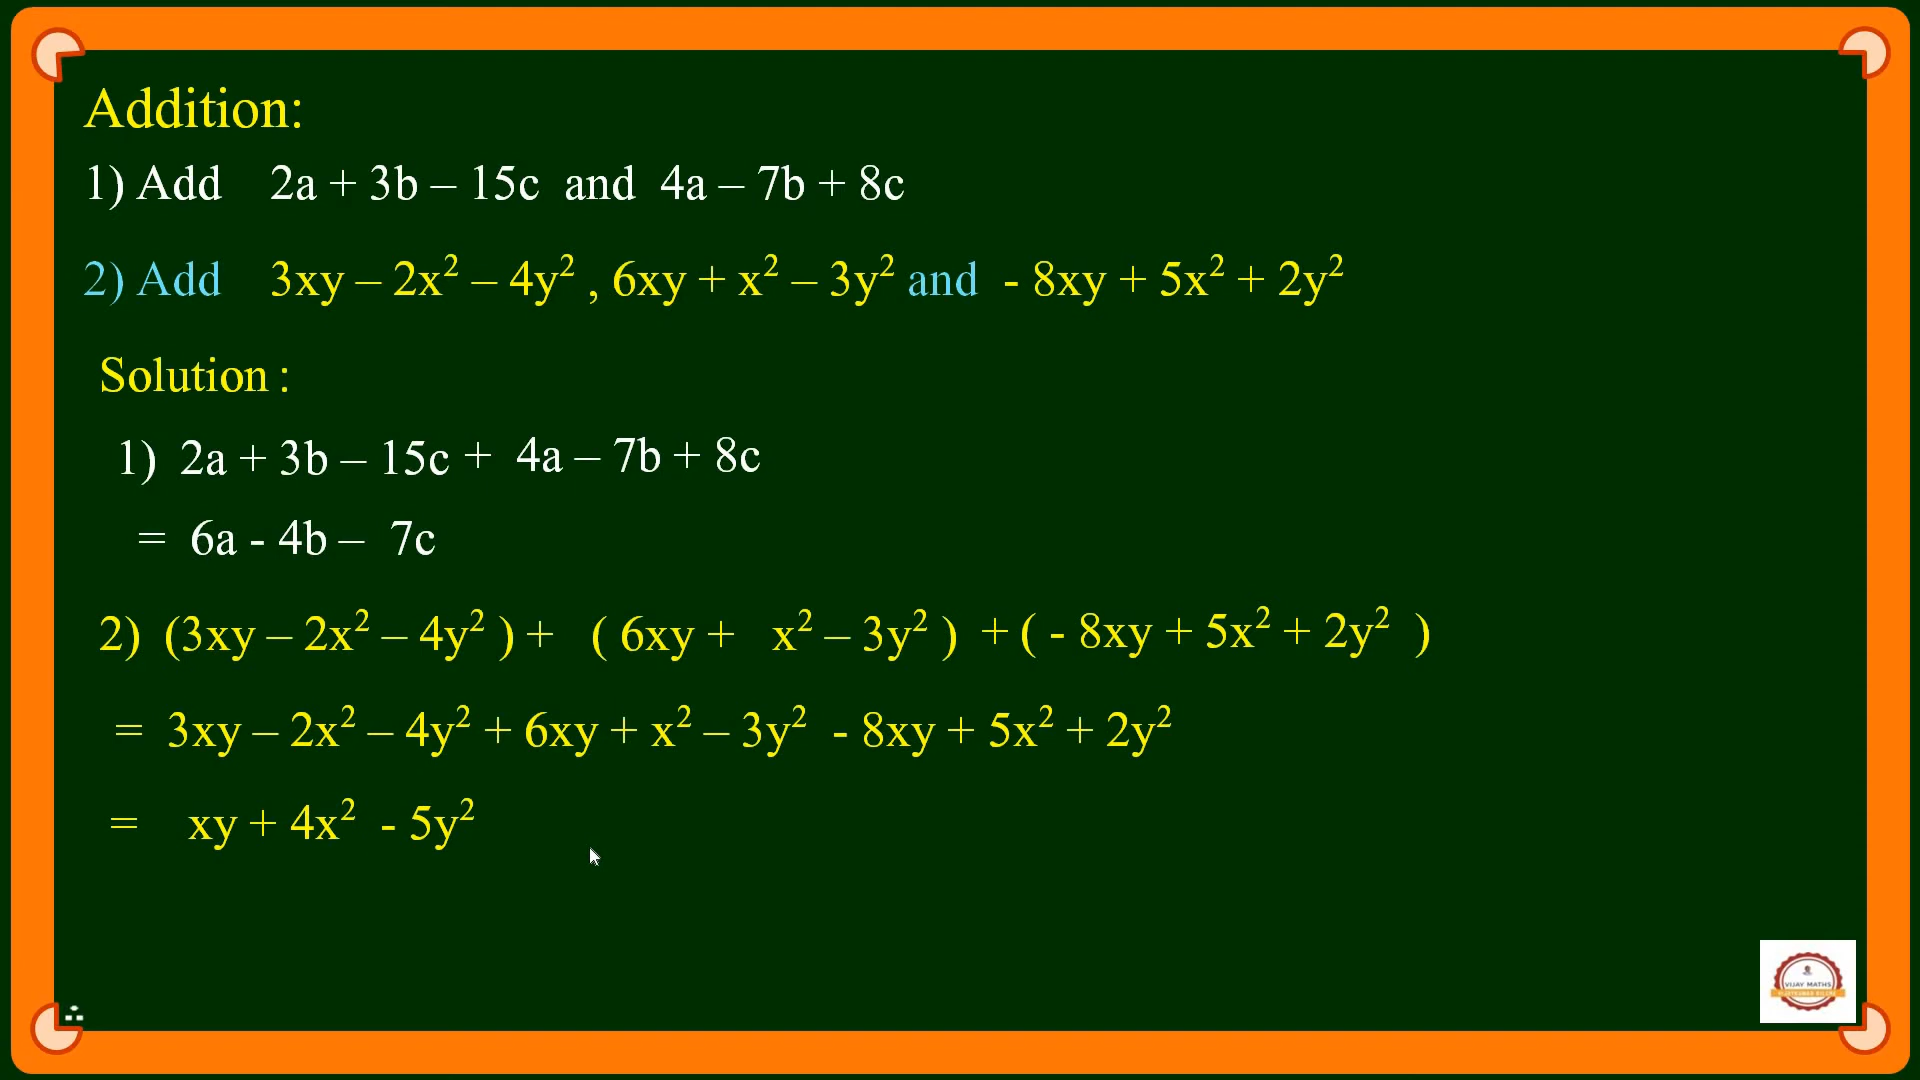 Addition:
1) Add 2a + 3b – 15c and 4a – 7b + 8c
2) Add 3xy – 2x² – 4y² , 6xy + x² – 3y² and - 8xy + 5x² + 2y²
Solution :
1) 2a + 3b – 15c + 4a – 7b + 8c
= 6a - 4b – 7c
2) (3xy – 2x² – 4y² ) + ( 6xy + x² – 3y² ) + ( - 8xy + 5x² + 2y² )
= 3xy – 2x² – 4y² + 6xy + x² – 3y² - 8xy + 5x² + 2y²
= xy + 4x² - 5y²
VIJAY MATHS